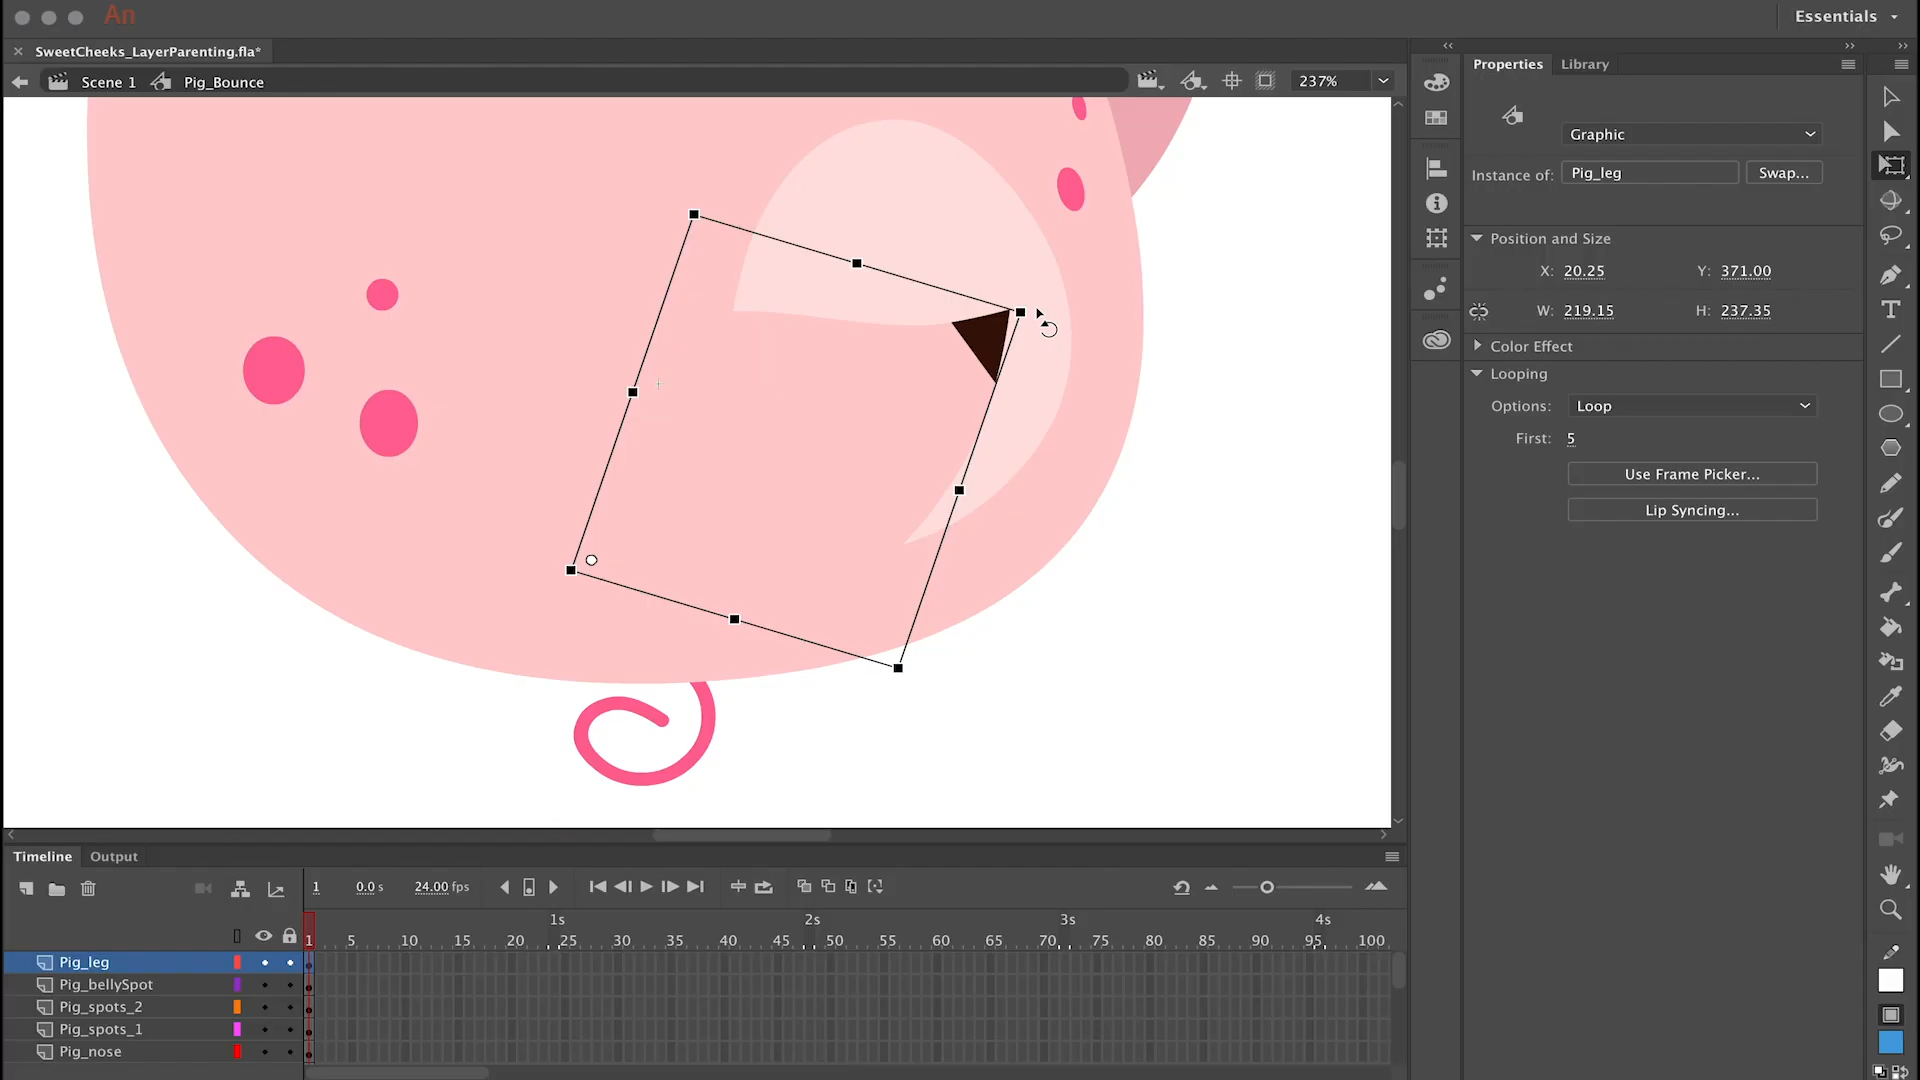 An
Essentials
SweetCheeks_LayerParenting.fla*
Scene 1 Pig_Bounce 237%
Properties Library
Graphic
Instance of: Pig_leg Swap...
Position and Size
X: 20.25 Y: 371.00
W: 219.15 H: 237.35
Color Effect
Looping
Options: Loop
First: 5
Use Frame Picker...
Lip Syncing...
Timeline Output
1 0.0 s 24.00 fps
1s 2s 3s 4s
1 5 10 15 20 25 30 35 40 45 50 55 60 65 70 75 80 85 90 95 100
Pig_leg
Pig_bellySpot
Pig_spots_2
Pig_spots_1
Pig_nose